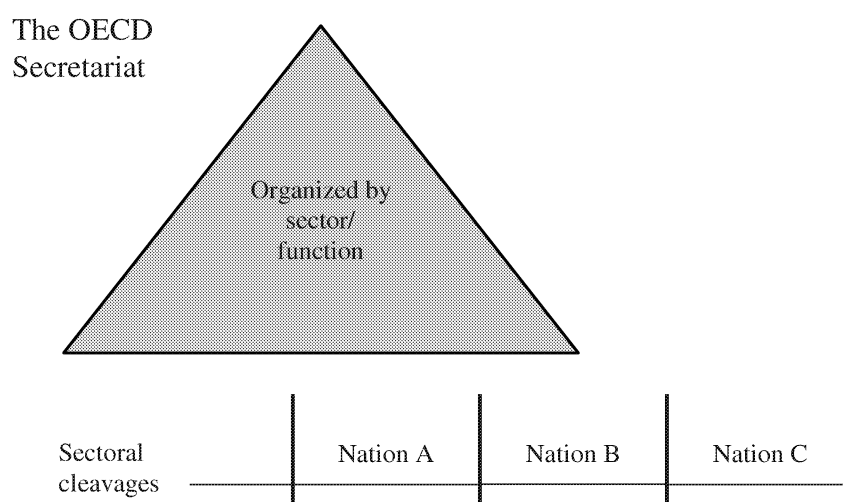 The OECD
Secretariat
Organized by
sector/
function
Sectoral
cleavages
Nation A
Nation B
Nation C